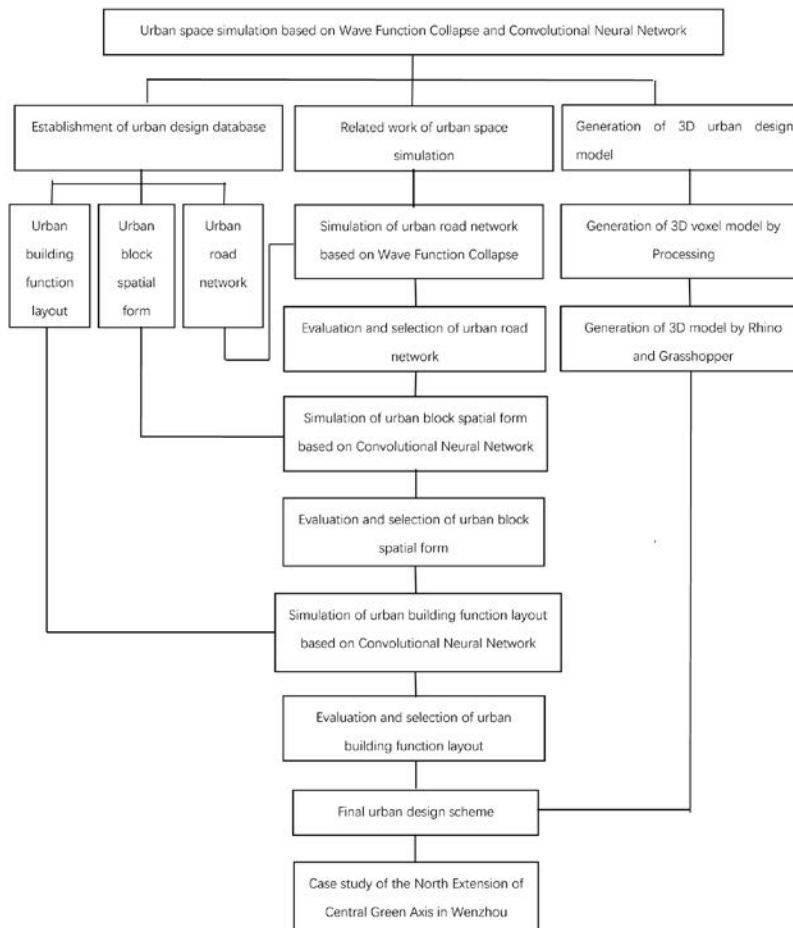 Urban space simulation based on Wave Function Collapse and Convolutional Neural Network
Establishment of urban design database
Related work of urban space
simulation
Generation of 3D urban design
model
Urban
building
function
layout
Urban
block
spatial
form
Urban
road
network
Simulation of urban road network
based on Wave Function Collapse
Generation of 3D voxel model by
Processing
Evaluation and selection of urban road
network
Generation of 3D model by Rhino
and Grasshopper
Simulation of urban block spatial form
based on Convolutional Neural Network
Evaluation and selection of urban block
spatial form
Simulation of urban building function layout
based on Convolutional Neural Network
Evaluation and selection of urban
building function layout
Final urban design scheme
Case study of the North Extension of
Central Green Axis in Wenzhou